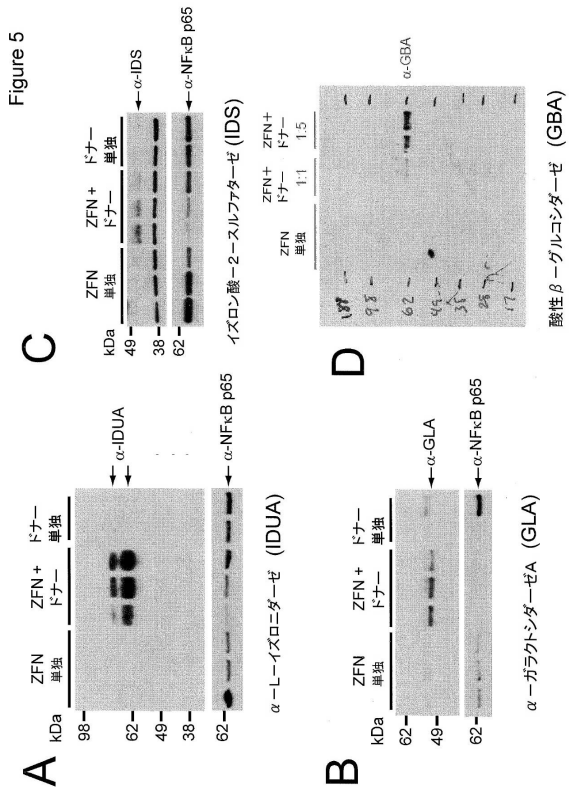 Figure 5
A
kDa
ZFN
単独
ZFN +
ドナー
ドナー
単独
98
62
49
38
62
α-IDUA
α-NFκB p65
α-L-イズロニダーゼ (IDUA)
B
kDa
ZFN
単独
ZFN +
ドナー
ドナー
単独
62
49
62
α-GLA
α-NFκB p65
α-ガラクトシダーゼA (GLA)
C
kDa
ZFN
単独
ZFN +
ドナー
ドナー
単独
49
38
62
α-IDS
α-NFκB p65
イズロン酸-2-スルファターゼ (IDS)
D
ZFN
単独
ZFN+
ドナー
1:1
ZFN+
ドナー
1:5
98
62
49
38
28
17
α-GBA
酸性β-グルコシダーゼ (GBA)